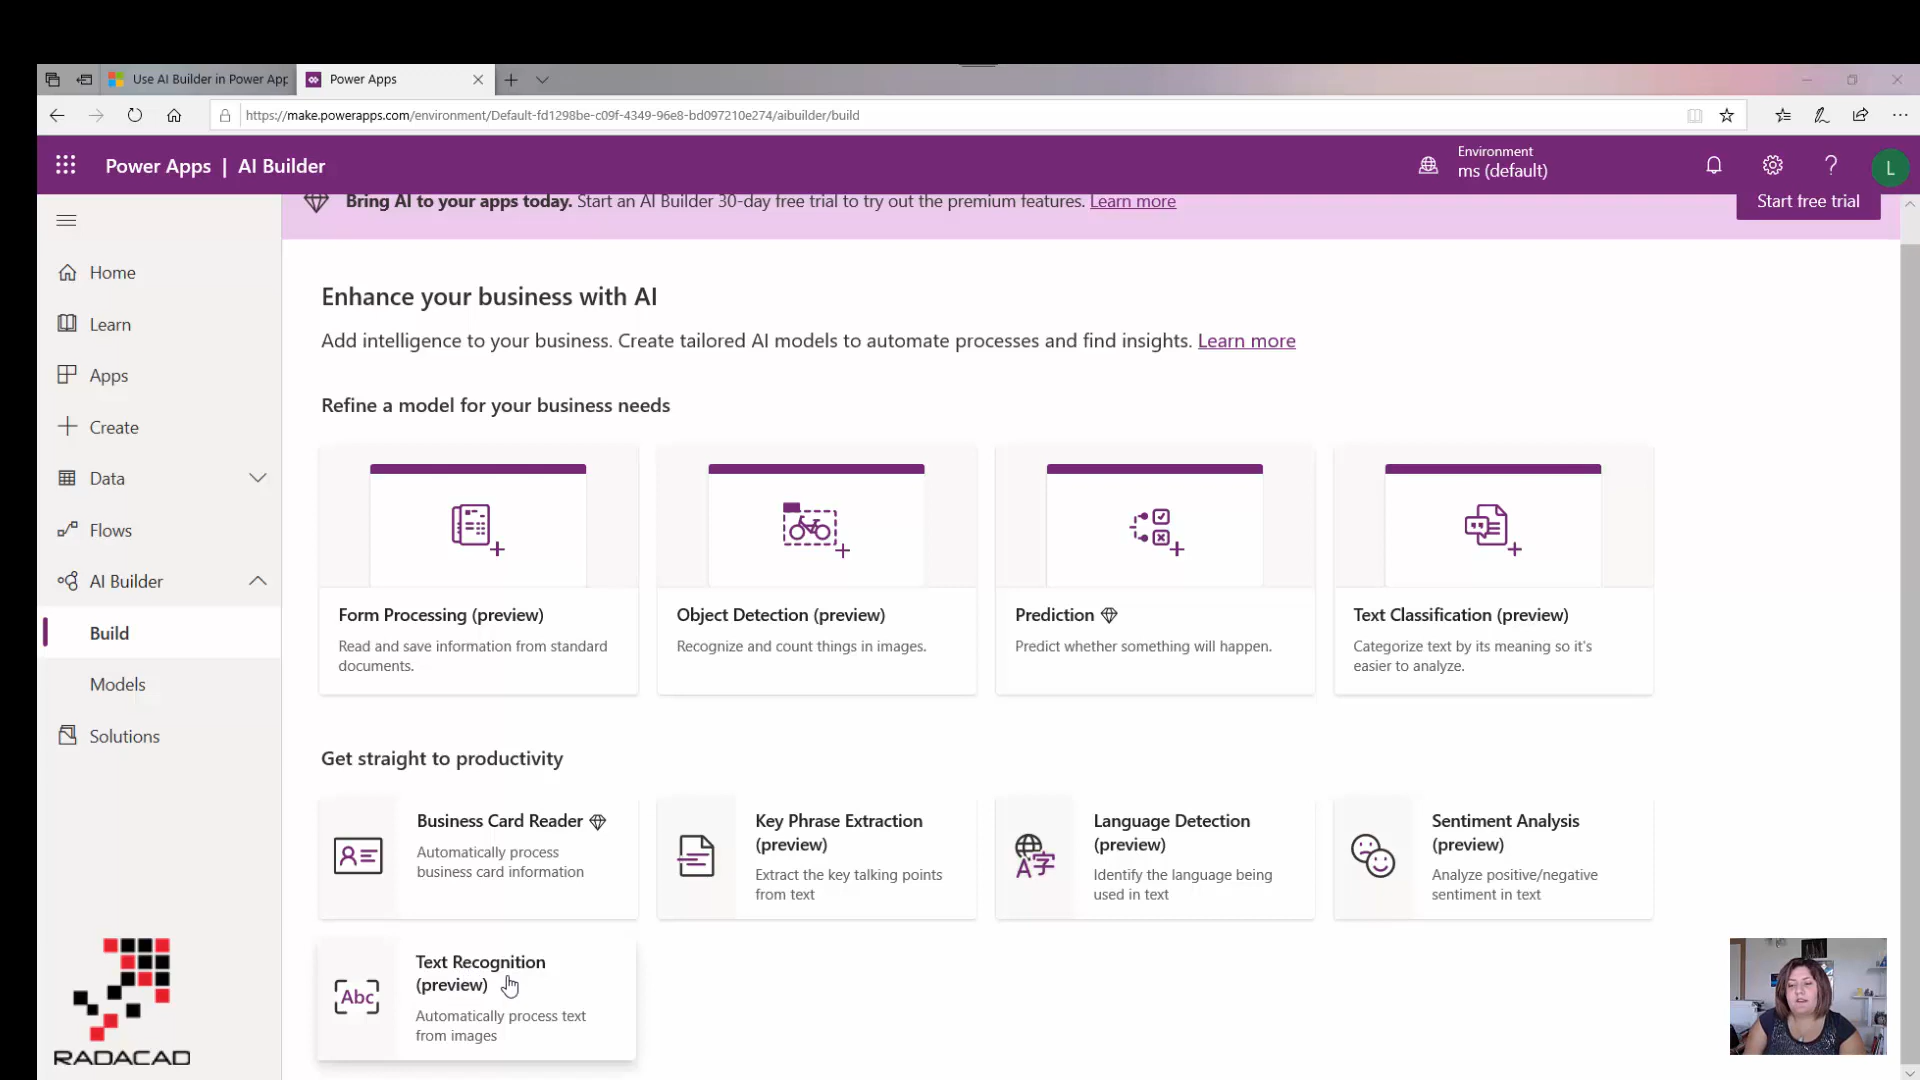 Use AI Builder in Power App
Power Apps
https://make.powerapps.com/environment/Default-fd1298be-c09f-4349-96e8-bd097210e274/aibuilder/build
Power Apps | AI Builder
Environment
ms (default)
L
Bring AI to your apps today. Start an AI Builder 30-day free trial to try out the premium features. Learn more
Start free trial
Home
Learn
Apps
Create
Data
Flows
AI Builder
Build
Models
Solutions
Enhance your business with AI
Add intelligence to your business. Create tailored AI models to automate processes and find insights. Learn more
Refine a model for your business needs
Form Processing (preview)
Read and save information from standard
documents.
Object Detection (preview)
Recognize and count things in images.
Prediction
Predict whether something will happen.
Text Classification (preview)
Categorize text by its meaning so it's
easier to analyze.
Get straight to productivity
Business Card Reader
Automatically process
business card information
Key Phrase Extraction
(preview)
Extract the key talking points
from text
A字
Language Detection
(preview)
Identify the language being
used in text
Sentiment Analysis
(preview)
Analyze positive/negative
sentiment in text
Abc
Text Recognition
(preview)
Automatically process text
from images
RADACAD